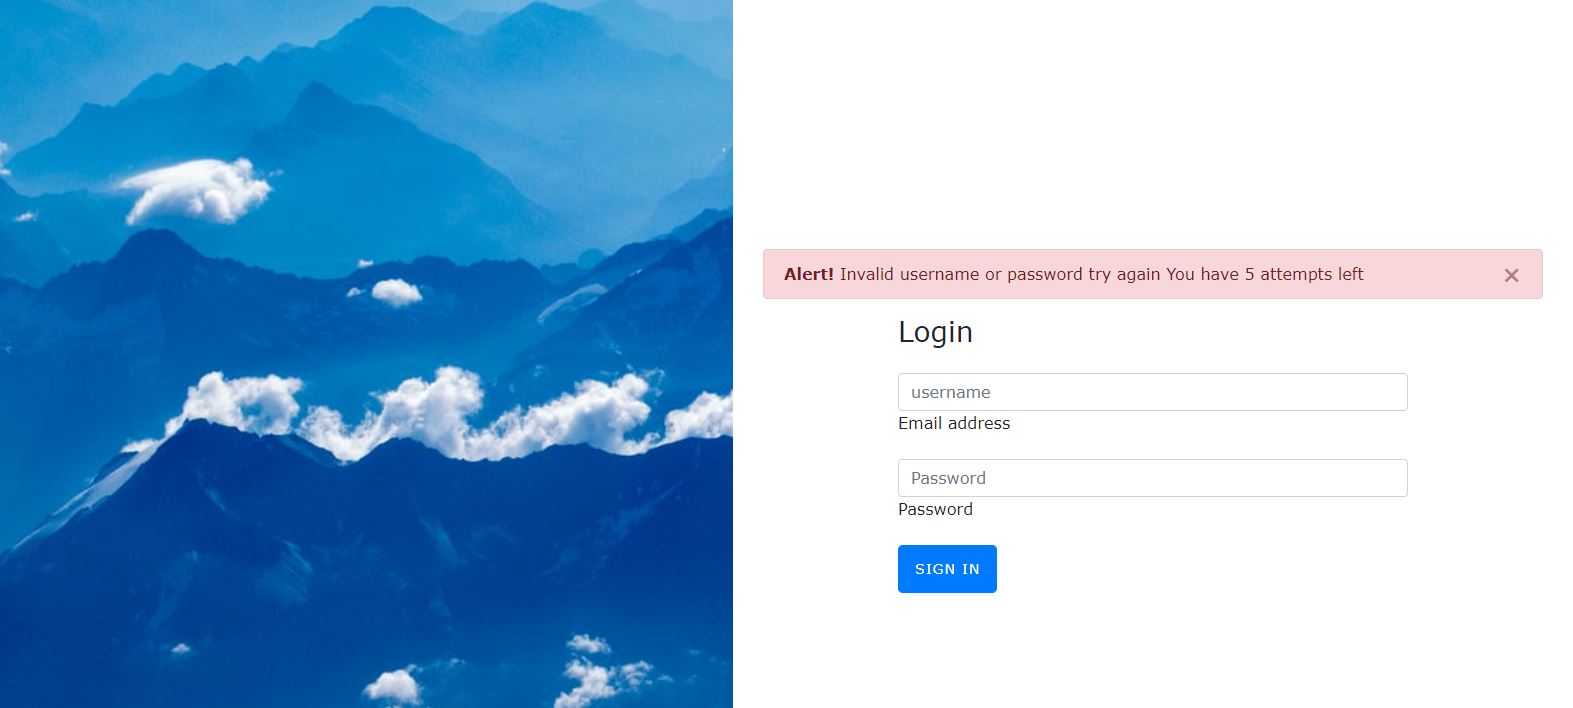 Alert! Invalid username or password try again You have 5 attempts left ×
Login
username
Email address
Password
Password
SIGN IN